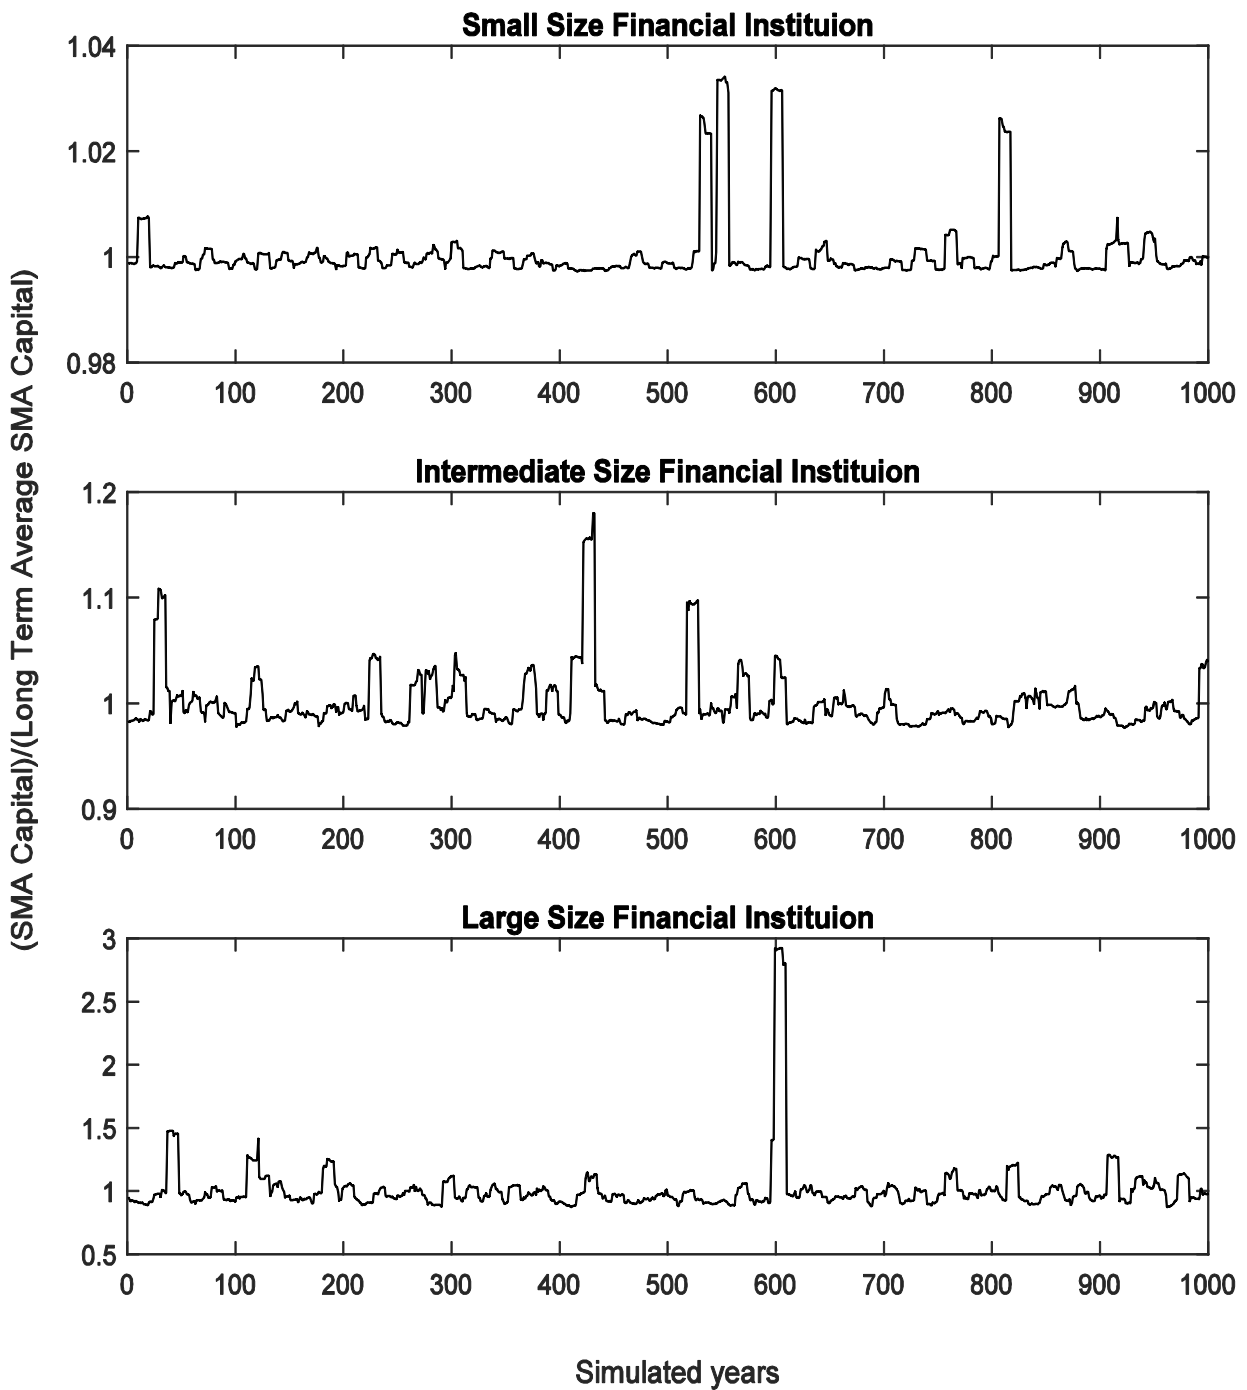 Small Size Financial Instituion
1.04
1.02
1
0.98
0 100 200 300 400 500 600 700 800 900 1000
(SMA Capital)/(Long Term Average SMA Capital)
Intermediate Size Financial Instituion
1.2
1.1
1
0.9
0 100 200 300 400 500 600 700 800 900 1000
Large Size Financial Instituion
3
2.5
2
1.5
1
0.5
0 100 200 300 400 500 600 700 800 900 1000
Simulated years